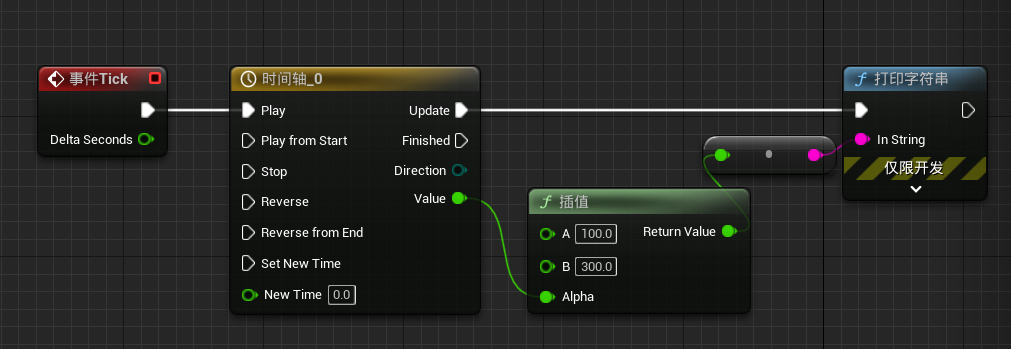 事件Tick
Delta Seconds
时间轴_0
Play
Update
Play from Start
Finished
Stop
Direction
Reverse
Value
Reverse from End
Set New Time
New Time 0.0
插值
A 100.0
Return Value
B 300.0
Alpha
打印字符串
In String
仅限开发